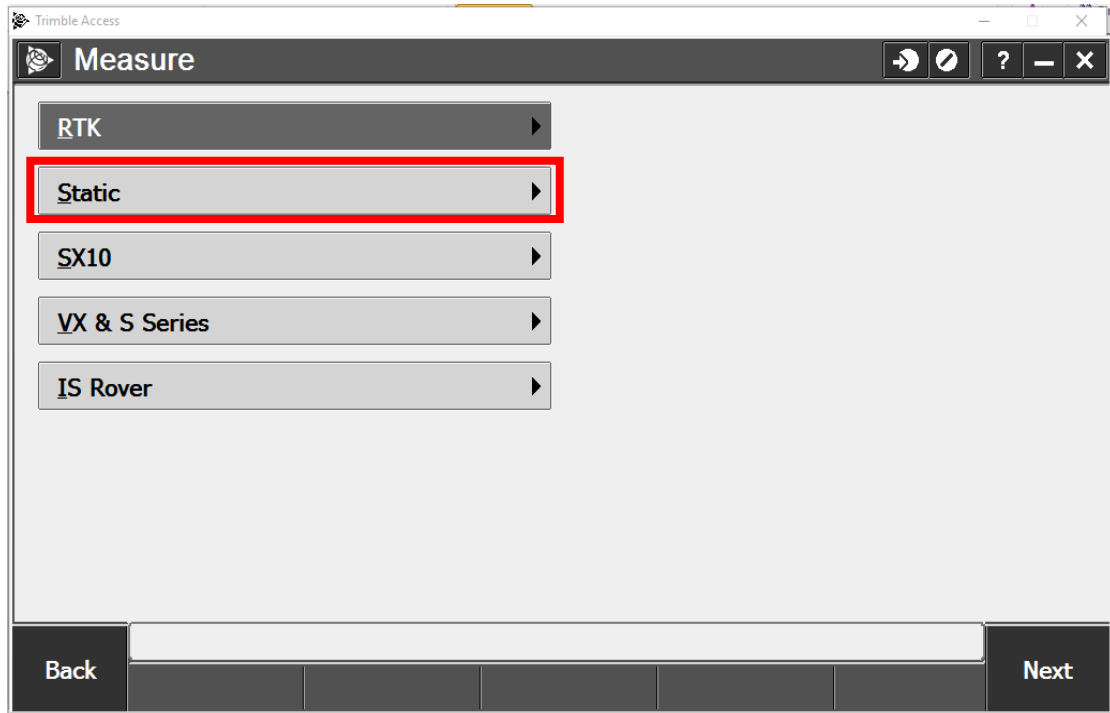 Trimble Access
Measure
?
RTK
Static
SX10
VX & S Series
IS Rover
Back
Next